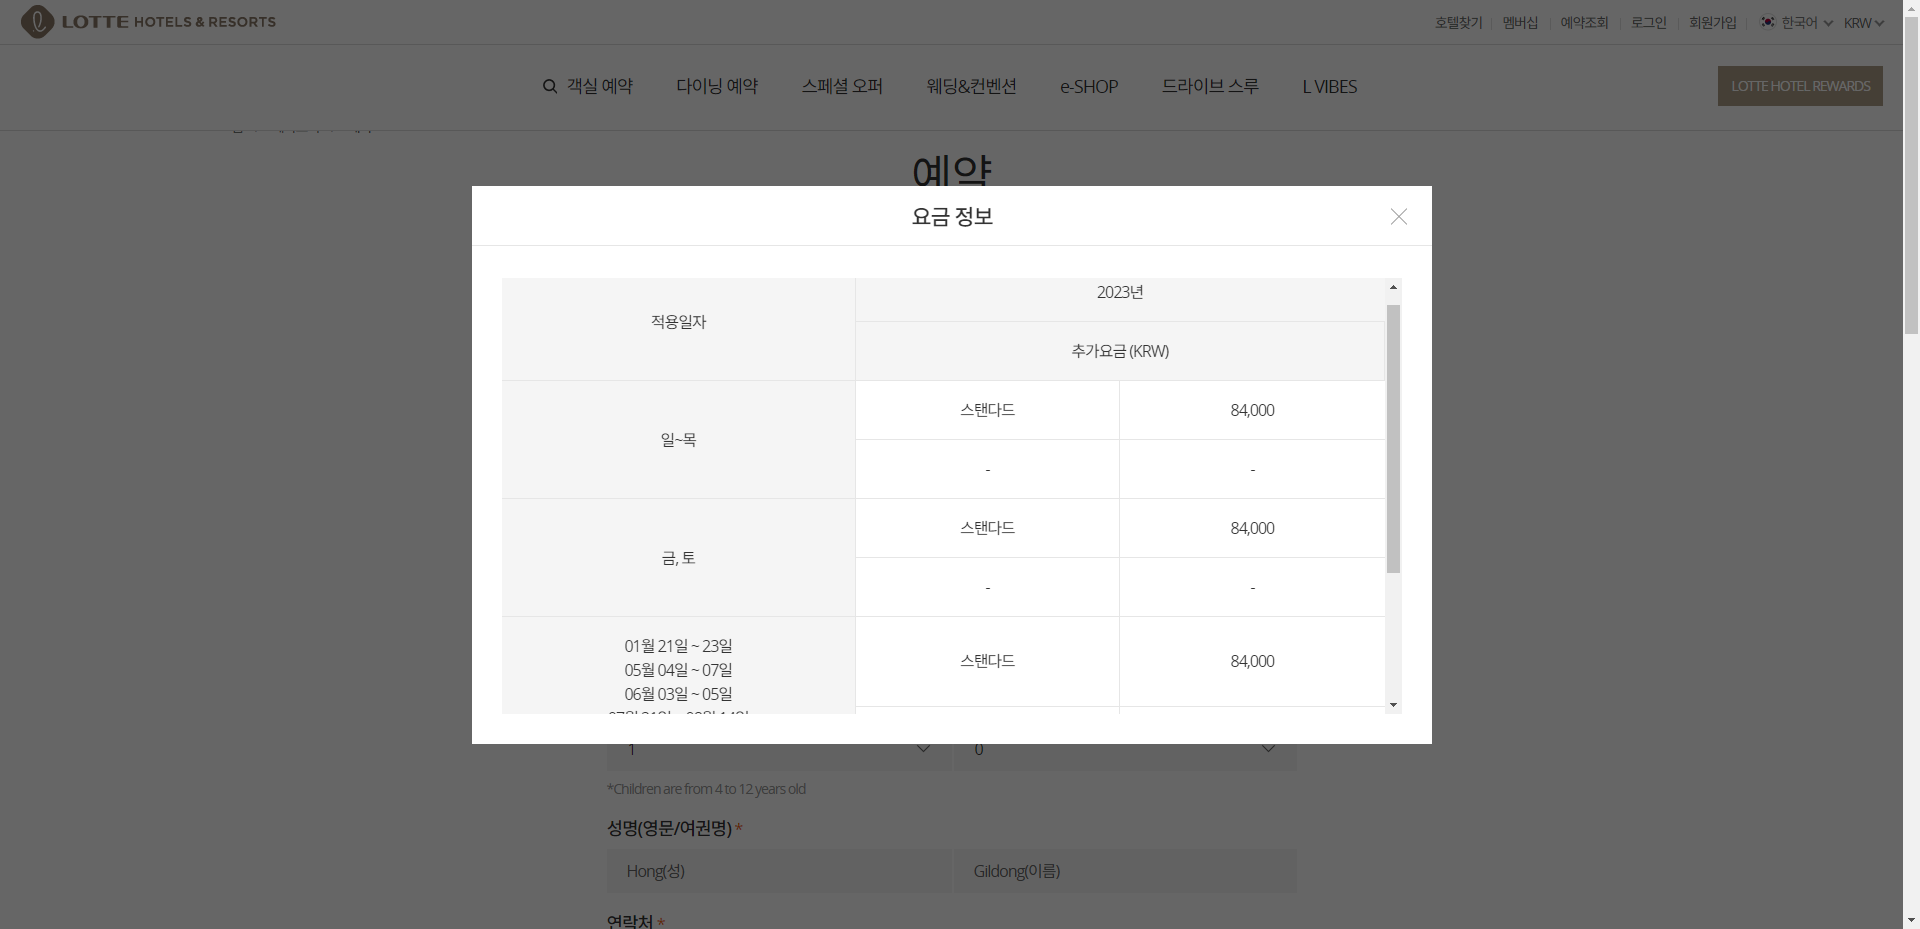 LOTTE HOTELS & RESORTS
호텔찾기
멤버십
예약조회
로그인
회원가입
한국어
KRW
객실 예약
다이닝 예약
스페셜 오퍼
웨딩&컨벤션
e-SHOP
드라이브 스루
L VIBES
LOTTE HOTEL REWARDS
예약
요금 정보
적용일자
2023년
추가요금 (KRW)
일~목
스탠다드
84,000
-
-
금, 토
스탠다드
84,000
-
-
01월 21일 ~ 23일
05월 04일 ~ 07일
06월 03일 ~ 05일
스탠다드
84,000
1
0
*Children are from 4 to 12 years old
성명(영문/여권명) *
Hong(성)
Gildong(이름)
연락처 *